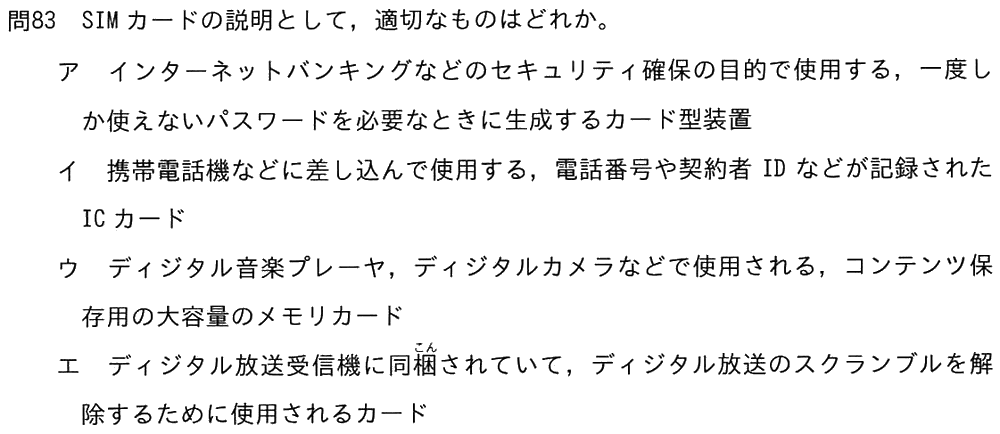 問83 SIM カードの説明として，適切なものはどれか。
ア インターネットバンキングなどのセキュリティ確保の目的で使用する，一度し
か使えないパスワードを必要なときに生成するカード型装置
イ 携帯電話機などに差し込んで使用する，電話番号や契約者 ID などが記録された
IC カード
ウ ディジタル音楽プレーヤ，ディジタルカメラなどで使用される，コンテンツ保
存用の大容量のメモリカード
こん
エ ディジタル放送受信機に同梱されていて，ディジタル放送のスクランブルを解
除するために使用されるカード